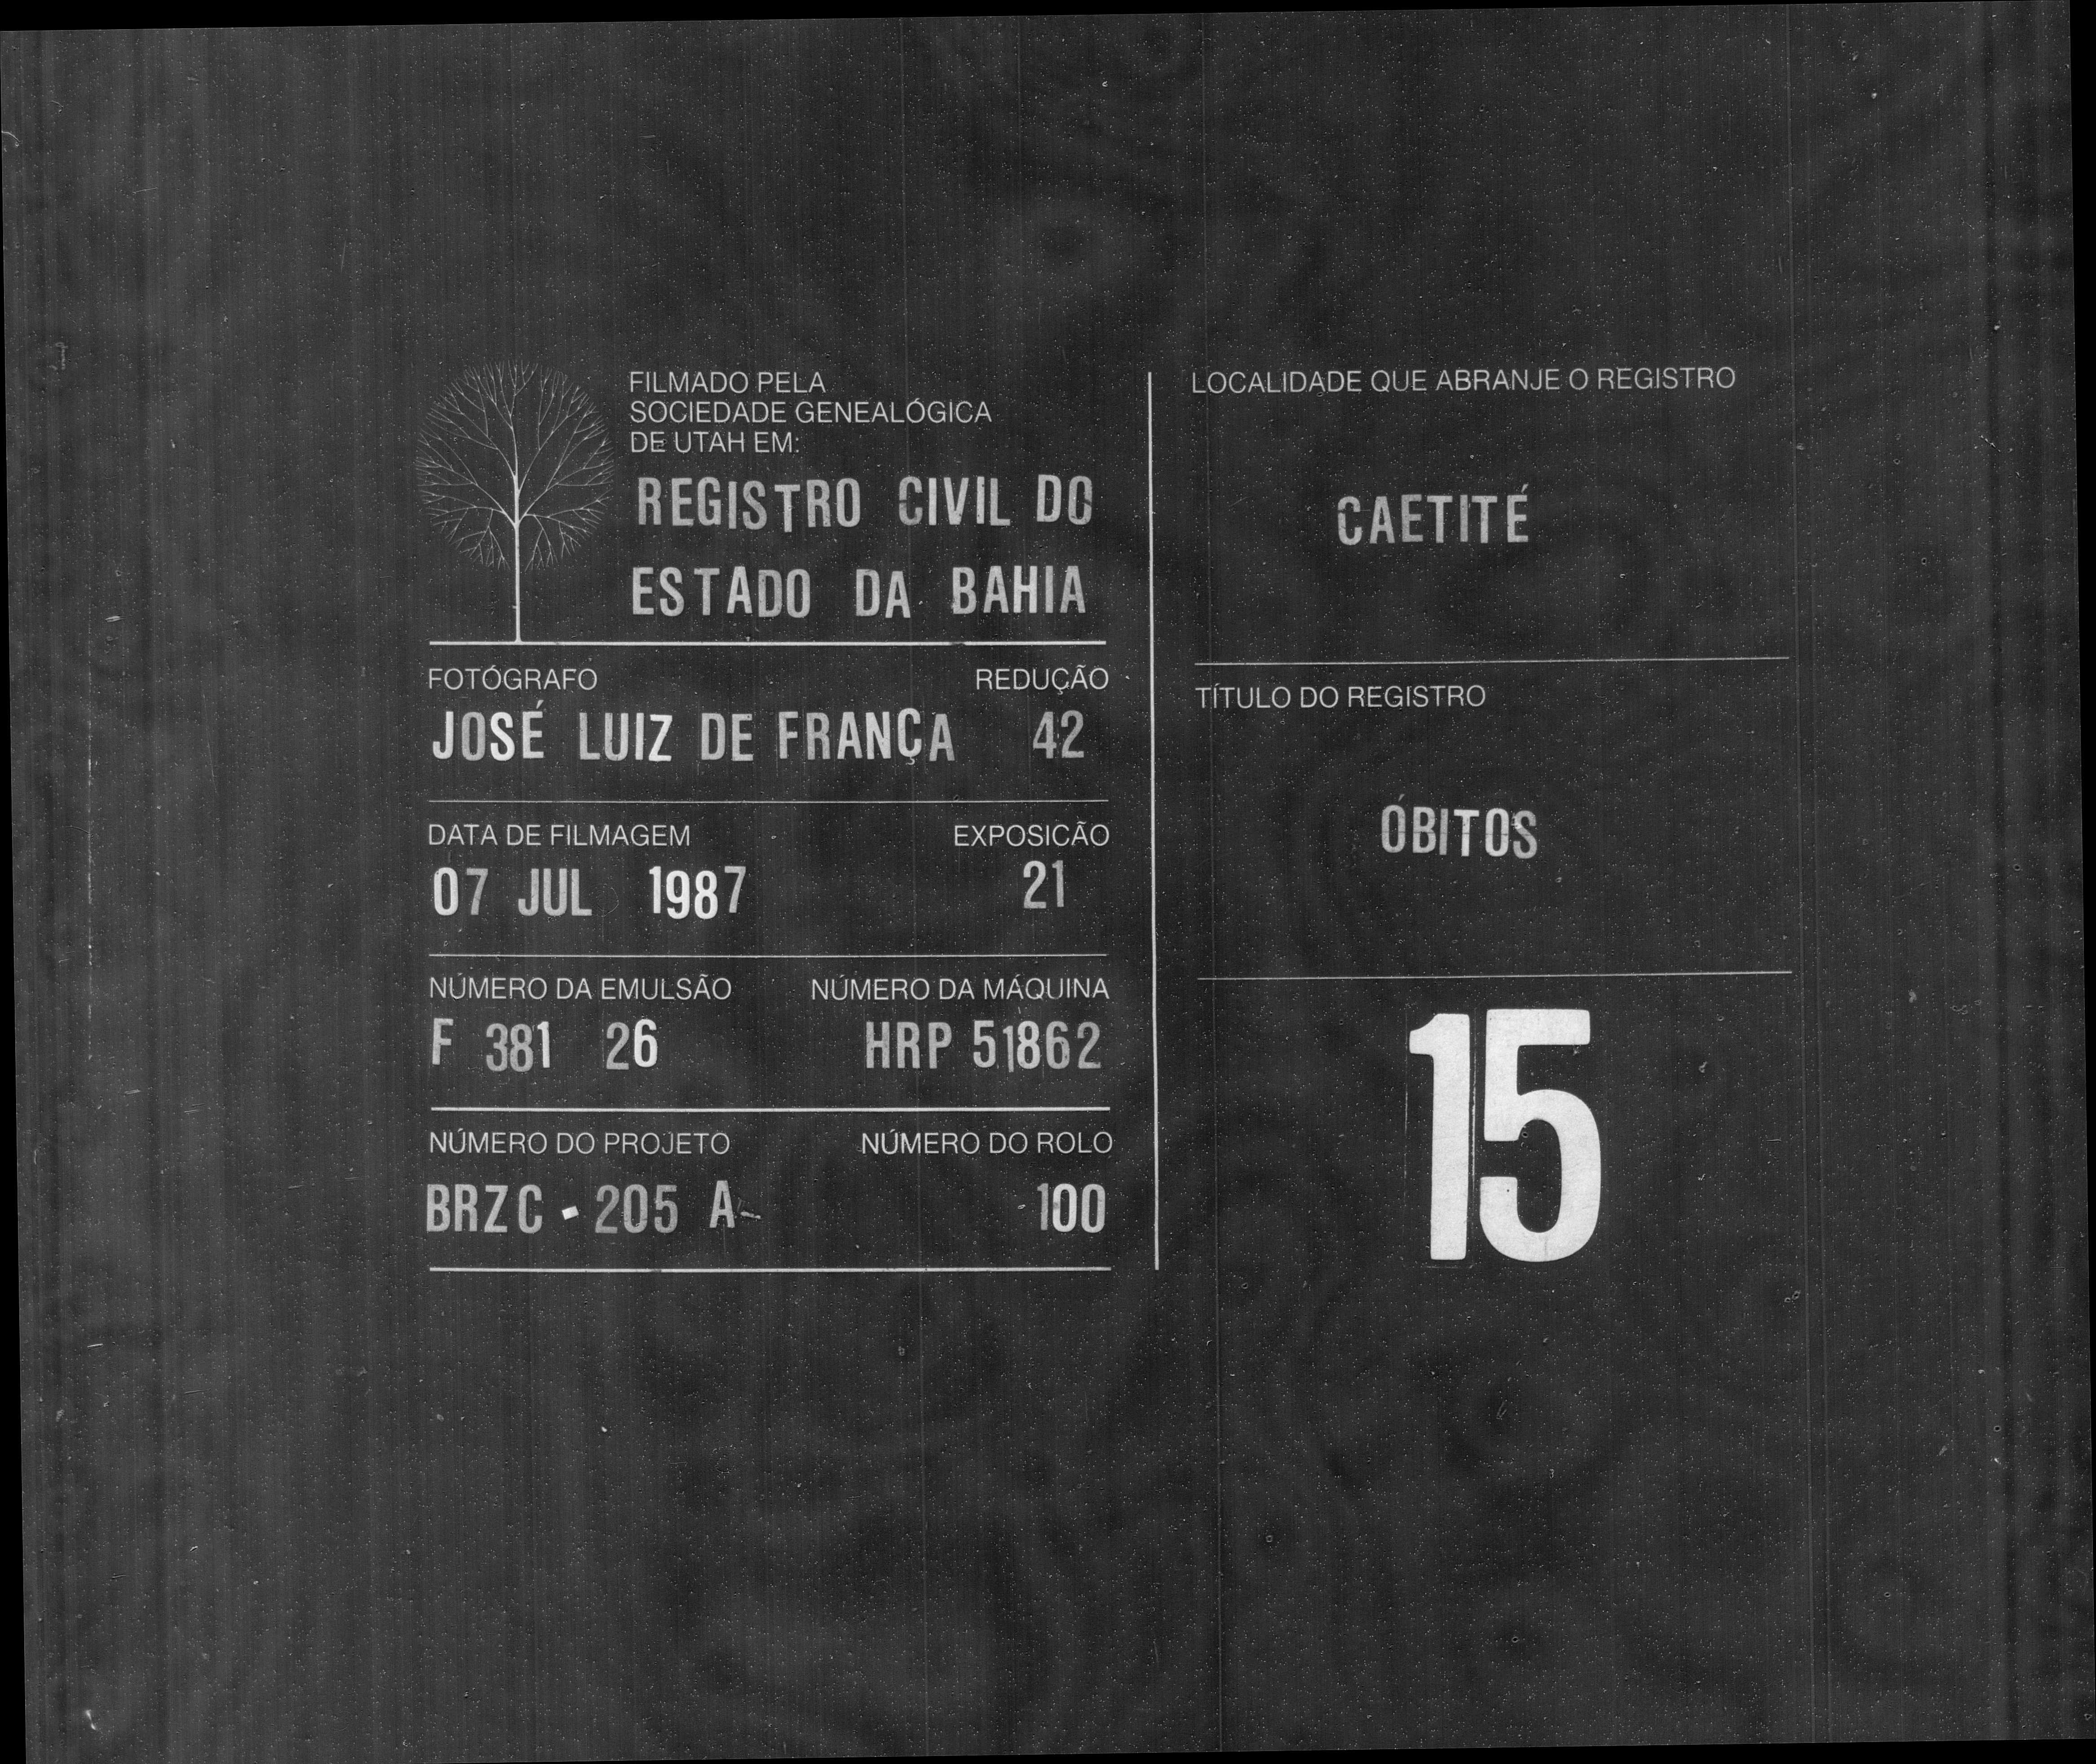 FILMADO PELA
SOCIEDADE GENEALÓGICA
DE UTAH EM:
REGISTRO CIVIL DO
ESTADO DA BAHIA
FOTÓGRAFO REDUÇÃO
JOSÉ LUIZ DE FRANÇA 42
DATA DE FILMAGEM EXPOSICÃO
07 JUL 1987 21
NÚMERO DA EMULSÃO NÚMERO DA MÁQUINA
F 381 26 HRP 51862
NÚMERO DO PROJETO NÚMERO DO ROLO
BRZC · 205 A 100
LOCALIDADE QUE ABRANJE O REGISTRO
CAETITÉ
TÍTULO DO REGISTRO
ÓBITOS
15